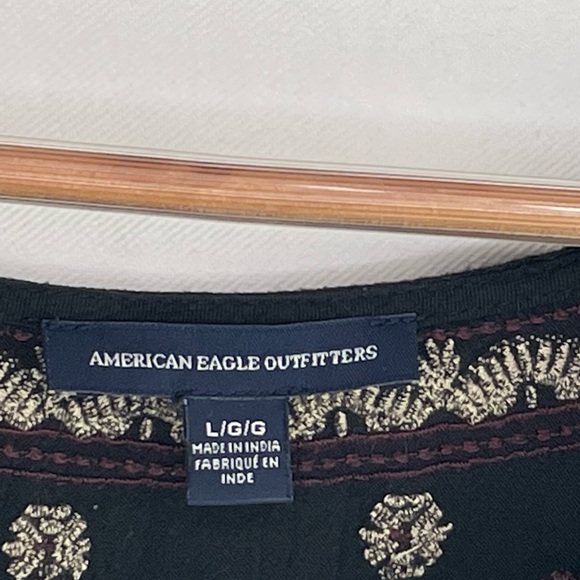 AMERICAN EAGLE OUTFITTERS
L/G/G
MADE IN INDIA
FABRIQUÉ EN
INDE